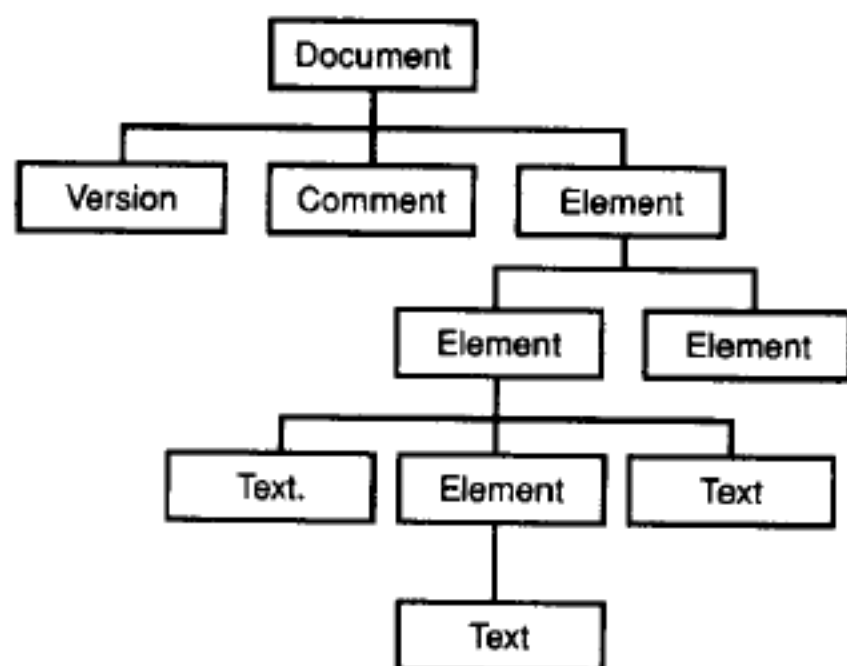 Document
Version
Comment
Element
Element
Element
Text.
Element
Text
Text